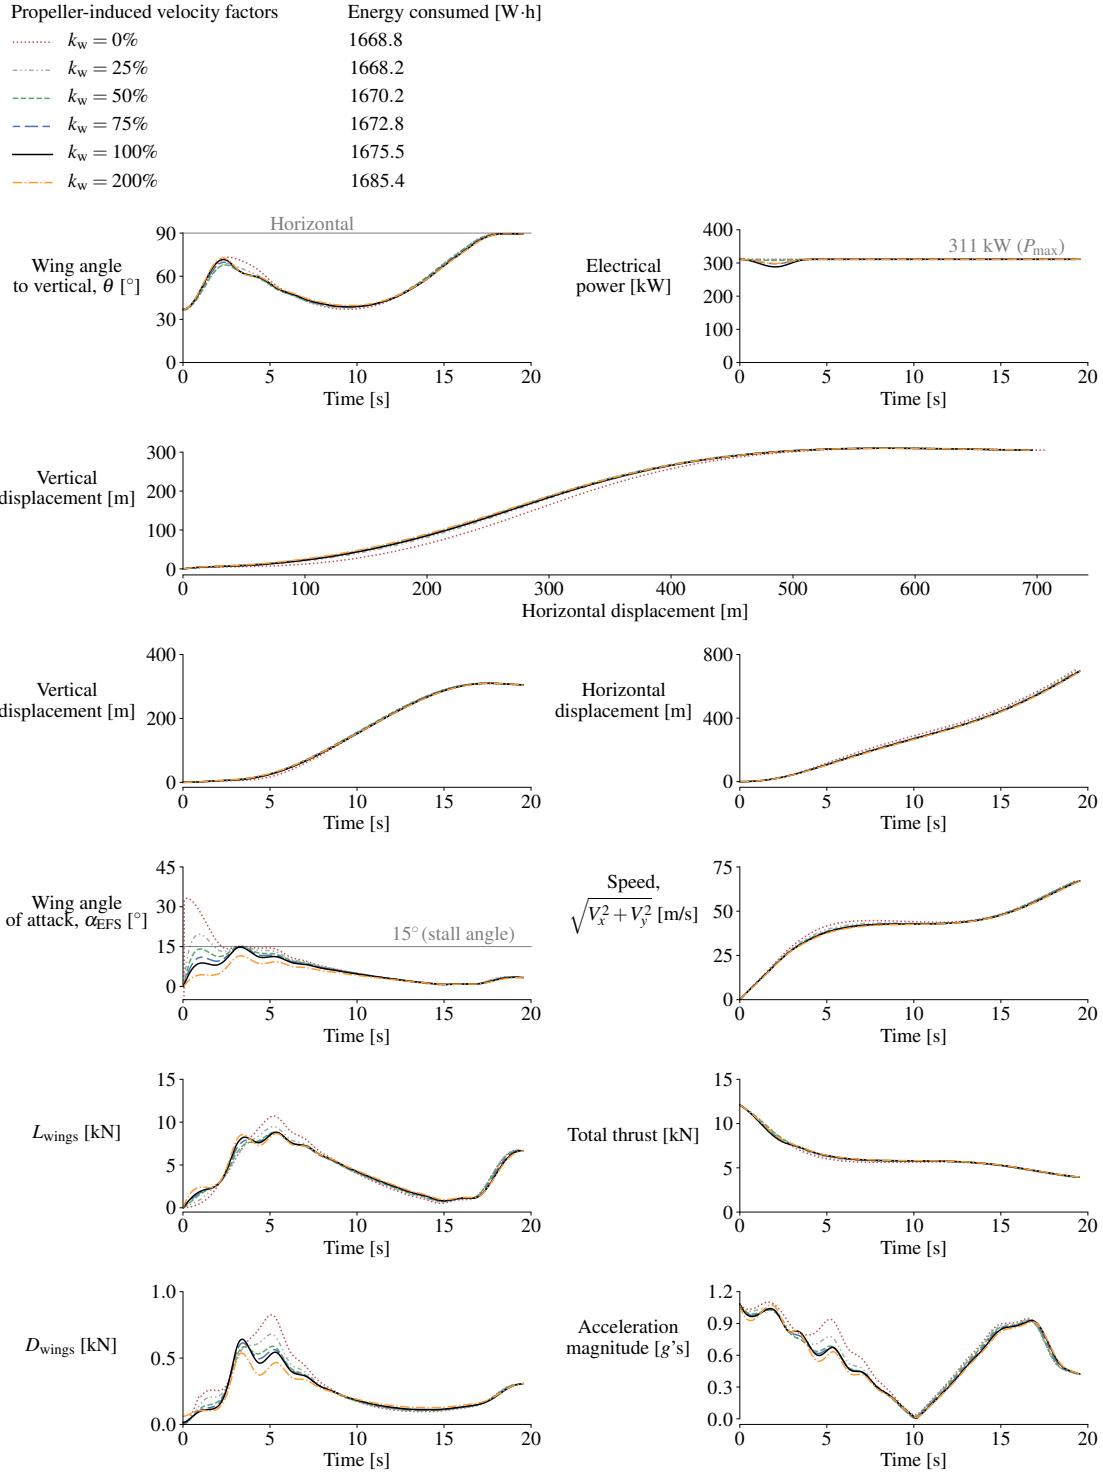 Propeller-induced velocity factors Energy consumed [W·h]
k_w = 0% 1668.8
k_w = 25% 1668.2
k_w = 50% 1670.2
k_w = 75% 1672.8
k_w = 100% 1675.5
k_w = 200% 1685.4
Wing angle
to vertical, θ [°]
90
60
30
0
Horizontal
0 5 10 15 20
Time [s]
Electrical
power [kW]
400
300
200
100
0
311 kW (P_max)
0 5 10 15 20
Time [s]
Vertical
displacement [m]
300
200
100
0
0 100 200 300 400 500 600 700
Horizontal displacement [m]
Vertical
displacement [m]
400
200
0
0 5 10 15 20
Time [s]
Horizontal
displacement [m]
800
400
0
0 5 10 15 20
Time [s]
Wing angle
of attack, α_EFS [°]
45
30
15
0
15° (stall angle)
0 5 10 15 20
Time [s]
Speed,
√(V_x^2 + V_y^2) [m/s]
75
50
25
0
0 5 10 15 20
Time [s]
L_wings [kN]
15
10
5
0
0 5 10 15 20
Time [s]
Total thrust [kN]
15
10
5
0
0 5 10 15 20
Time [s]
D_wings [kN]
1.0
0.5
0.0
0 5 10 15 20
Time [s]
Acceleration
magnitude [g's]
1.2
0.9
0.6
0.3
0.0
0 5 10 15 20
Time [s]